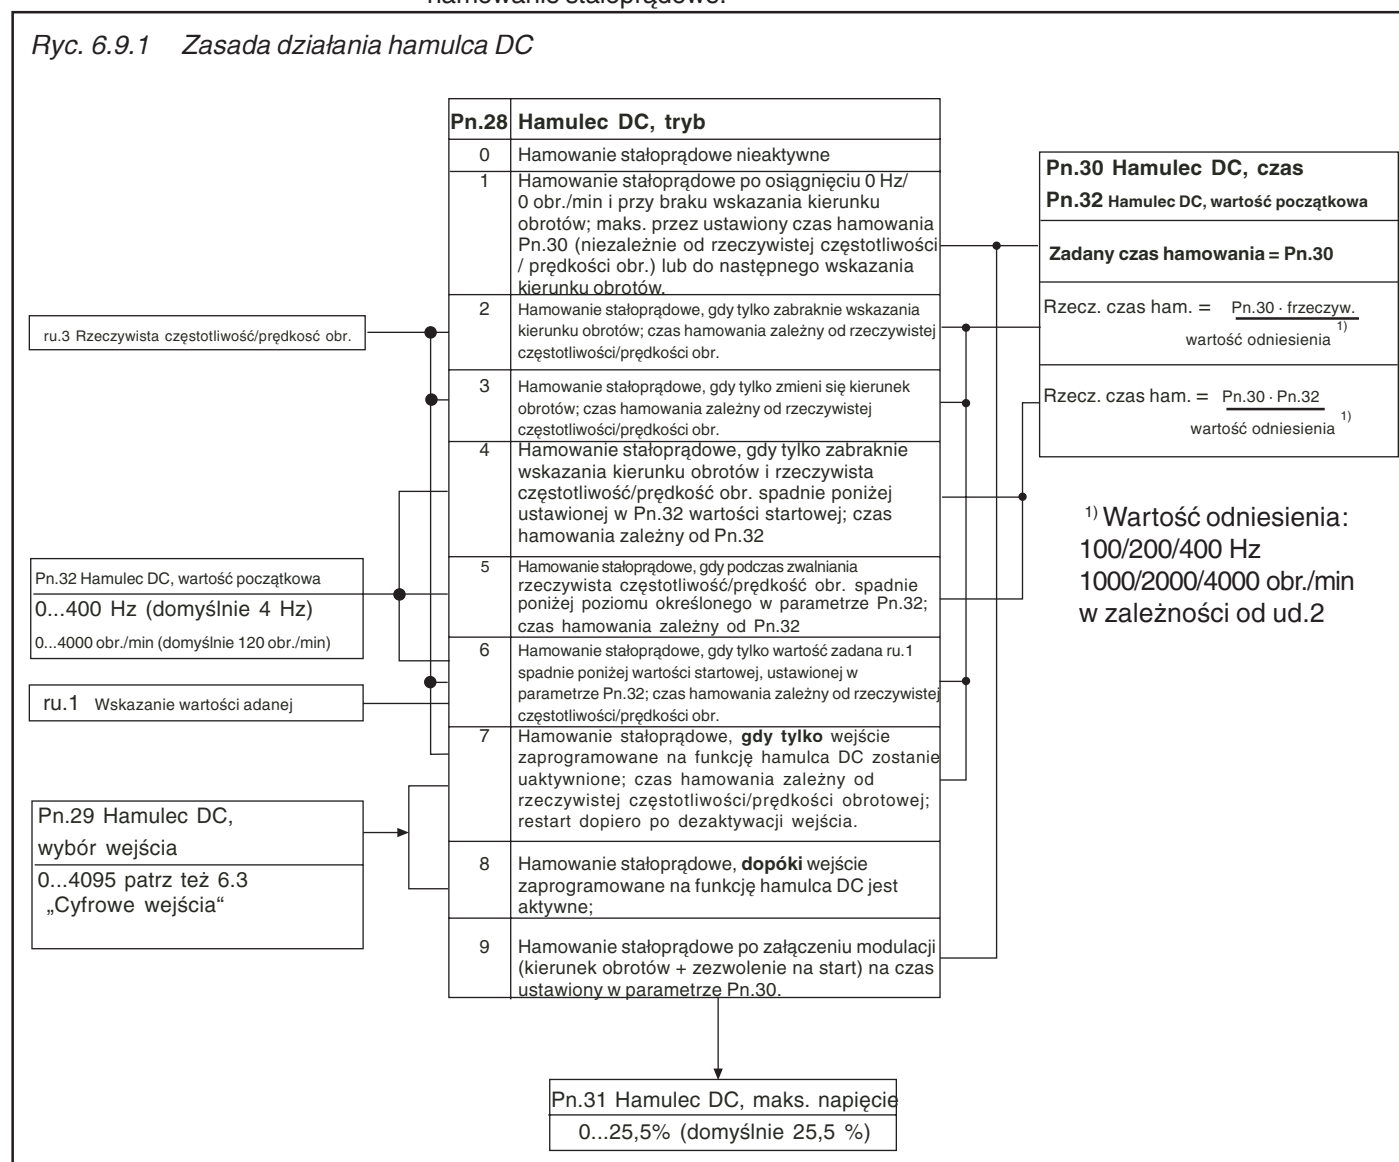 hamowanie stałoprądowe.
Ryc. 6.9.1 Zasada działania hamulca DC
Pn.28 Hamulec DC, tryb
0 Hamowanie stałoprądowe nieaktywne
1 Hamowanie stałoprądowe po osiągnięciu 0 Hz/
0 obr./min i przy braku wskazania kierunku
obrotów; maks. przez ustawiony czas hamowania
Pn.30 (niezależnie od rzeczywistej częstotliwości
/ prędkości obr.) lub do następnego wskazania
kierunku obrotów.
2 Hamowanie stałoprądowe, gdy tylko zabraknie wskazania
kierunku obrotów; czas hamowania zależny od rzeczywistej
częstotliwości/prędkości obr.
3 Hamowanie stałoprądowe, gdy tylko zmieni się kierunek
obrotów; czas hamowania zależny od rzeczywistej
częstotliwości/prędkości obr.
4 Hamowanie stałoprądowe, gdy tylko zabraknie
wskazania kierunku obrotów i rzeczywista
częstotliwość/prędkość obr. spadnie poniżej
ustawionej w Pn.32 wartości startowej; czas
hamowania zależny od Pn.32
5 Hamowanie stałoprądowe, gdy podczas zwalniania
rzeczywista częstotliwość/prędkość obr. spadnie
poniżej poziomu określonego w parametrze Pn.32;
czas hamowania zależny od Pn.32
6 Hamowanie stałoprądowe, gdy tylko wartość zadana ru.1
spadnie poniżej wartości startowej, ustawionej w
parametrze Pn.32; czas hamowania zależny od rzeczywistej
częstotliwości/prędkości obr.
7 Hamowanie stałoprądowe, gdy tylko wejście
zaprogramowane na funkcję hamulca DC zostanie
uaktywnione; czas hamowania zależny od
rzeczywistej częstotliwości/prędkości obrotowej;
restart dopiero po dezaktywacji wejścia.
8 Hamowanie stałoprądowe, dopóki wejście
zaprogramowane na funkcję hamulca DC jest
aktywne;
9 Hamowanie stałoprądowe po załączeniu modulacji
(kierunek obrotów + zezwolenie na start) na czas
ustawiony w parametrze Pn.30.
ru.3 Rzeczywista częstotliwość/prędkosć obr.
Pn.32 Hamulec DC, wartość początkowa
0...400 Hz (domyślnie 4 Hz)
0...4000 obr./min (domyślnie 120 obr./min)
ru.1 Wskazanie wartości adanej
Pn.29 Hamulec DC,
wybór wejścia
0...4095 patrz też 6.3
„Cyfrowe wejścia“
Pn.30 Hamulec DC, czas
Pn.32 Hamulec DC, wartość początkowa
Zadany czas hamowania = Pn.30
Rzecz. czas ham. = Pn.30 · frzeczyw.
wartość odniesienia 1)
Rzecz. czas ham. = Pn.30 · Pn.32
wartość odniesienia 1)
1) Wartość odniesienia:
100/200/400 Hz
1000/2000/4000 obr./min
w zależności od ud.2
Pn.31 Hamulec DC, maks. napięcie
0...25,5% (domyślnie 25,5 %)